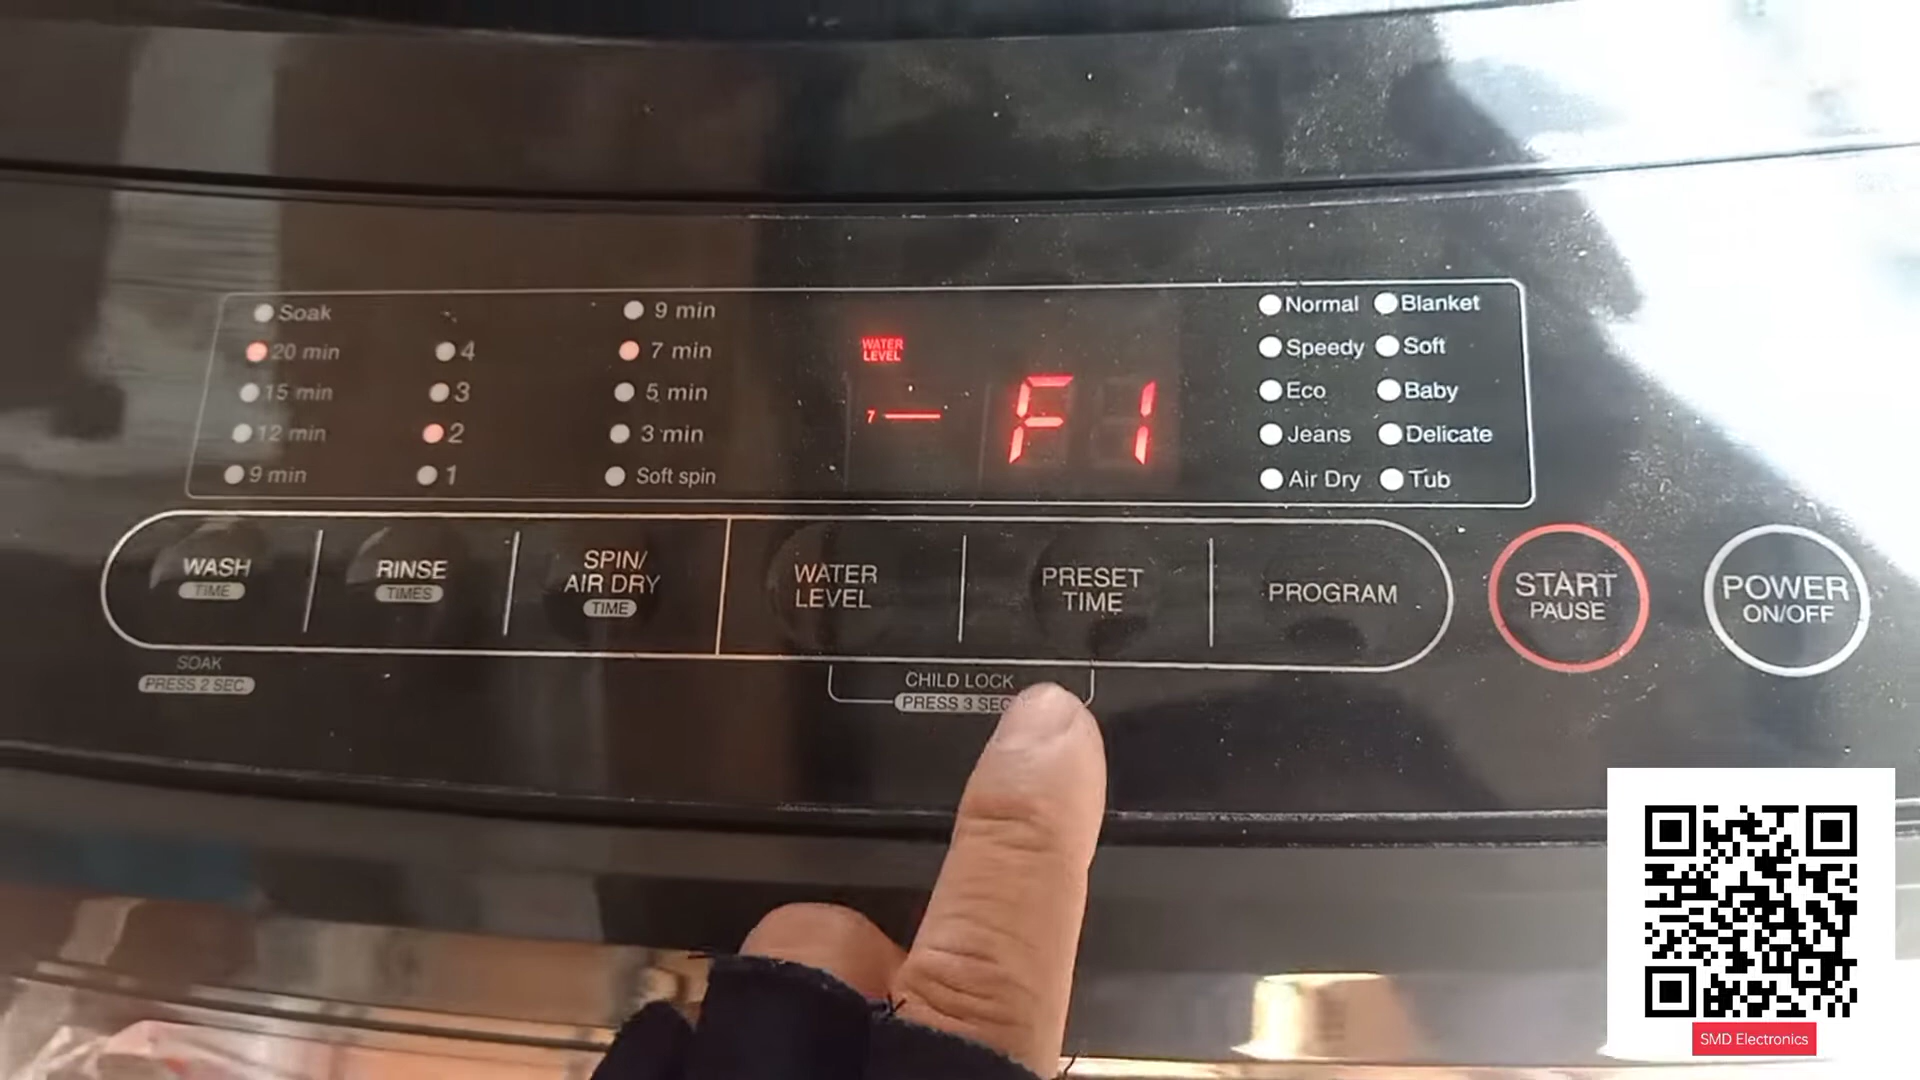 Soak
20 min
15 min
12 min
9 min
4
3
2
1
9 min
7 min
5 min
3 min
Soft spin
WATER
LEVEL
7
F1
Normal
Blanket
Speedy
Soft
Eco
Baby
Jeans
Delicate
Air Dry
Tub
WASH
TIME
RINSE
TIMES
SPIN/
AIR DRY
TIME
WATER
LEVEL
PRESET
TIME
PROGRAM
START
PAUSE
POWER
ON/OFF
SOAK
PRESS 2 SEC.
CHILD LOCK
PRESS 3 SEC
SMD Electronics